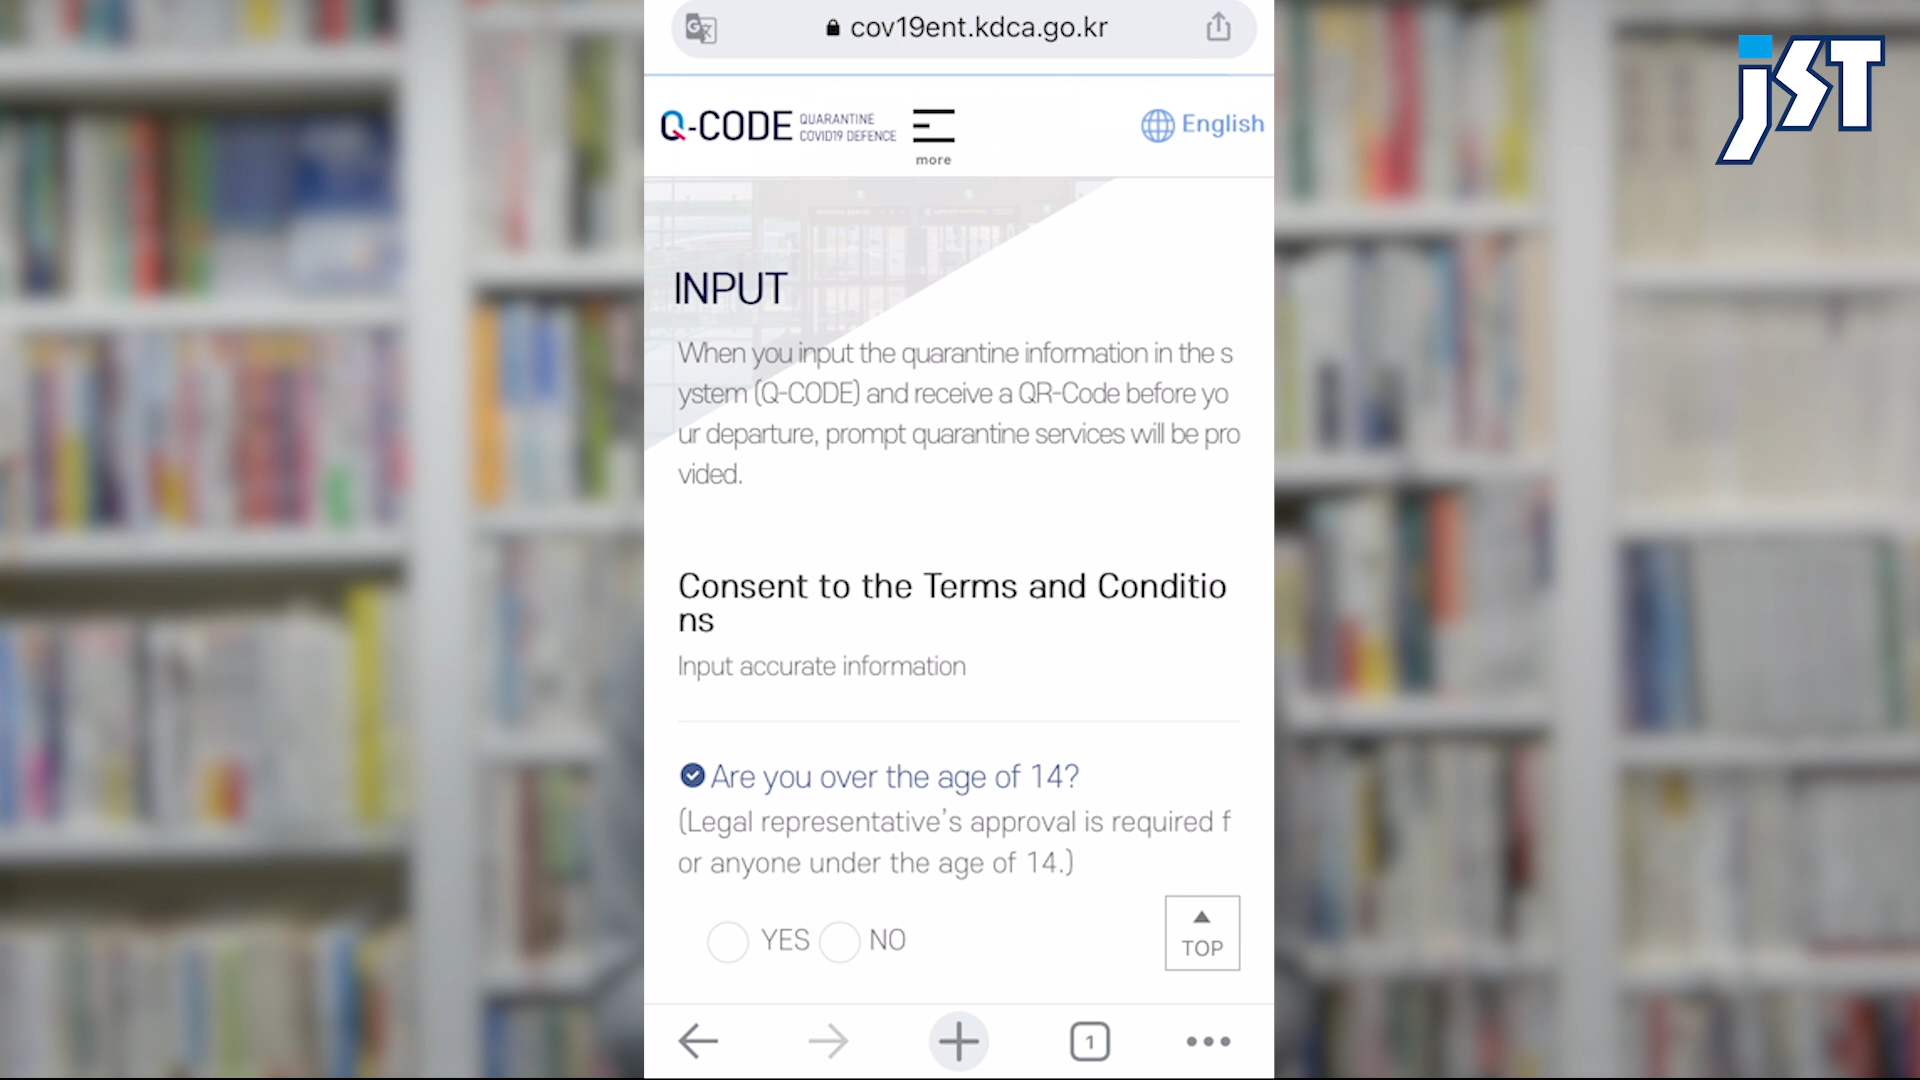 cov19ent.kdca.go.kr
jST
Q-CODE QUARANTINE COVID19 DEFENCE
more
English
INPUT
When you input the quarantine information in the s
ystem (Q-CODE) and receive a QR-Code before yo
ur departure, prompt quarantine services will be pro
vided.
Consent to the Terms and Conditio
ns
Input accurate information
Are you over the age of 14?
(Legal representative's approval is required f
or anyone under the age of 14.)
YES NO
TOP
1